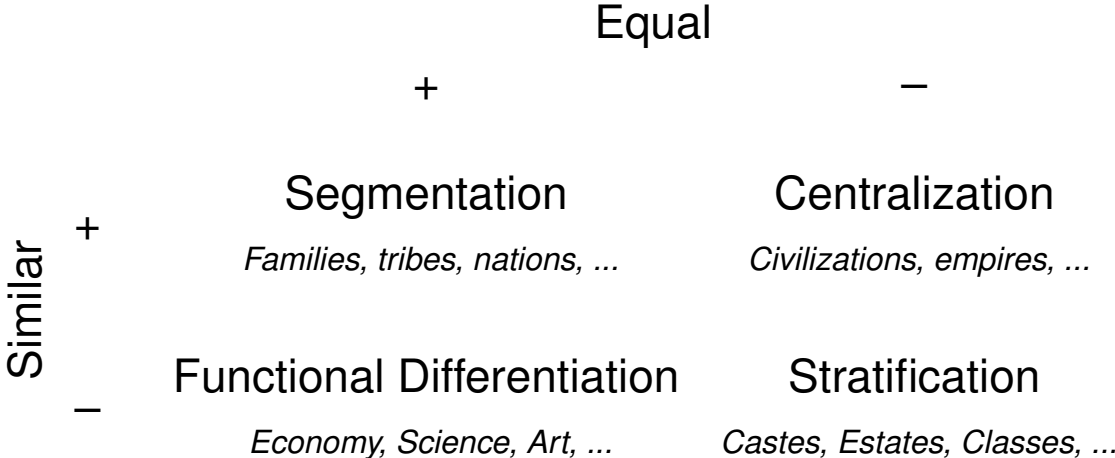 Equal
+ –
Segmentation Centralization
+
Families, tribes, nations, ... Civilizations, empires, ...
Similar
Functional Differentiation Stratification
–
Economy, Science, Art, ... Castes, Estates, Classes, ...